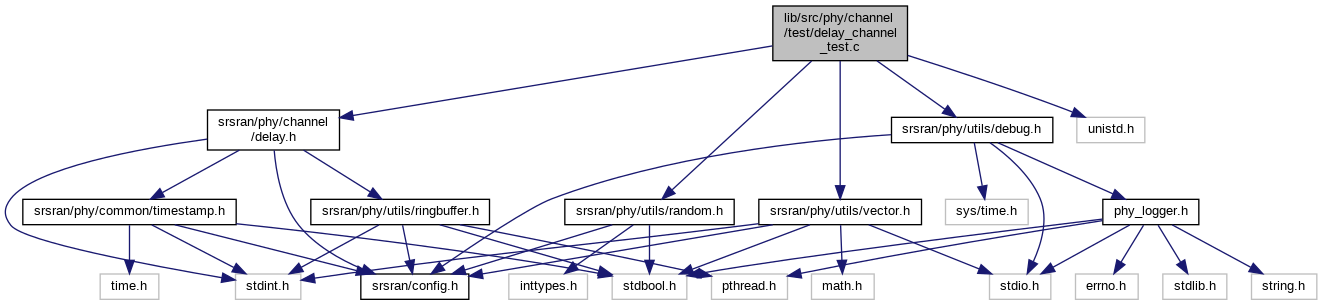 lib/src/phy/channel
/test/delay_channel
_test.c
srsran/phy/channel
/delay.h
srsran/phy/utils/debug.h
unistd.h
srsran/phy/common/timestamp.h
srsran/phy/utils/ringbuffer.h
srsran/phy/utils/random.h
srsran/phy/utils/vector.h
sys/time.h
phy_logger.h
time.h
stdint.h
srsran/config.h
inttypes.h
stdbool.h
pthread.h
math.h
stdio.h
errno.h
stdlib.h
string.h